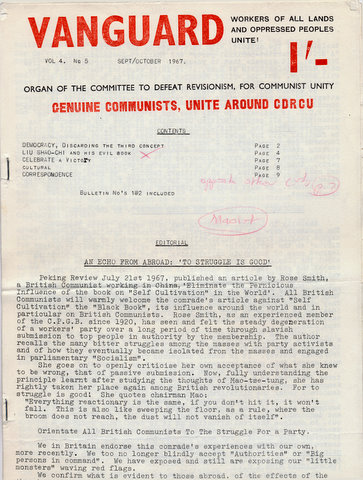 VANGUARD
WORKERS OF ALL LANDS
AND OPPRESSED PEOPLES
UNITE!
VOL 4. No 5 SEPT/OCTOBER 1967.
1/-
ORGAN OF THE COMMITTEE TO DEFEAT REVISIONISM, FOR COMMUNIST UNITY
GENUINE COMMUNISTS, UNITE AROUND CDRCU
CONTENTS
DEMOCRACY, DISCARDING THE THIRD CONCEPT PAGE 2
LIU SHAO-CHI AND HIS EVIL BOOK PAGE 4
CELEBRATE A VICTORY PAGE 7
CULTURAL PAGE 8
CORRESPONDENCE PAGE 9
BULLETIN No's 1&2 INCLUDED
Maoist
EDITORIAL
AN ECHO FROM ABROAD: 'TO STRUGGLE IS GOOD'
Peking Review July 21st 1967, published an article by Rose Smith,
a British Communist working in China. 'Eliminate the Pernicious
Influence of the book on "Self Cultivation" in the World'. All British
Communists will warmly welcome the comrade's article against "Self
Cultivation" the "Black Book", its influence around the world and in
particular on British Communists. Rose Smith, as an experienced member
of the C.P.G.B. since 1920, has seen and felt the steady degeneration
of a workers' party over a long period of time through slavish
submission to top people in authority by the membership. The author
recalls the many bitter struggles among the masses with party activists
and of how they eventually became isolated from the masses and engaged
in parliamentary "Socialism".
She goes on to openly criticise her own acceptance of what she knew
to be wrong, that of passive submission. Now, fully understanding the
principle learnt after studying the thoughts of Mao-tse-tung, she has
rightly taken her place again among British revolutionaries. For to
struggle is good! She quotes chairman Mao:
"Everything reactionary is the same, if you don't hit it, it won't
fall. This is also like sweeping the floor, as a rule, where the
broom does not reach, the dust will not vanish of itself".
Orientate All British Communists To The Struggle For a Party.
We in Britain endorse this comrade's experiences with our own,
more recently. We too no longer blindly accept "Authorities" or "Big
persons in command". We have exposed and still are exposing our "little
monsters" waving red flags.
We confirm what is evident to those abroad, of the effects of the